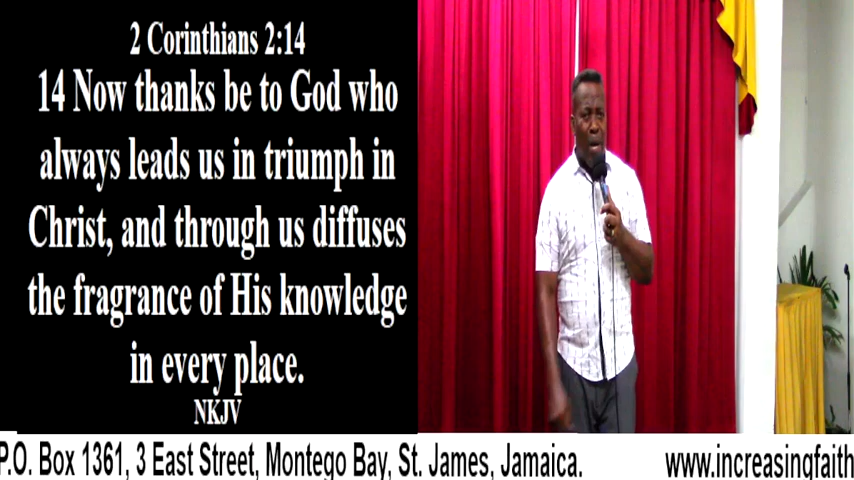 2 Corinthians 2:14
14 Now thanks be to God who
always leads us in triumph in
Christ, and through us diffuses
the fragrance of His knowledge
in every place.
NKJV
P.O. Box 1361, 3 East Street, Montego Bay, St. James, Jamaica. www.increasingfaith